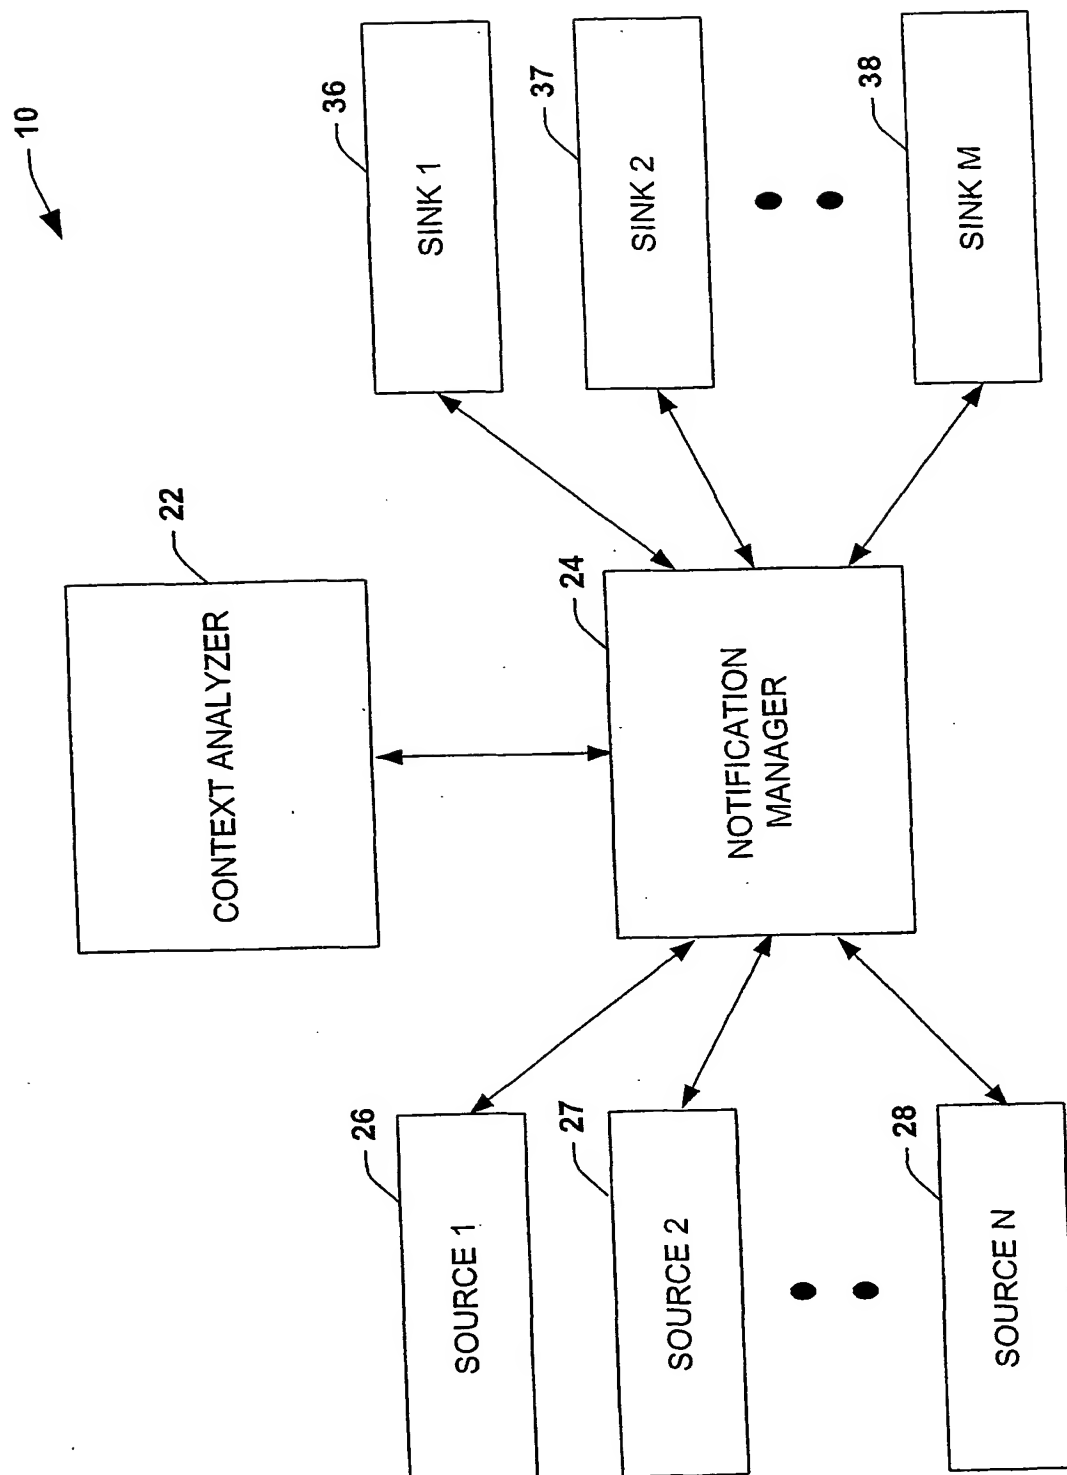 10
CONTEXT ANALYZER
22
NOTIFICATION
MANAGER
24
SOURCE 1
26
SOURCE 2
27
SOURCE N
28
SINK 1
36
SINK 2
37
SINK M
38